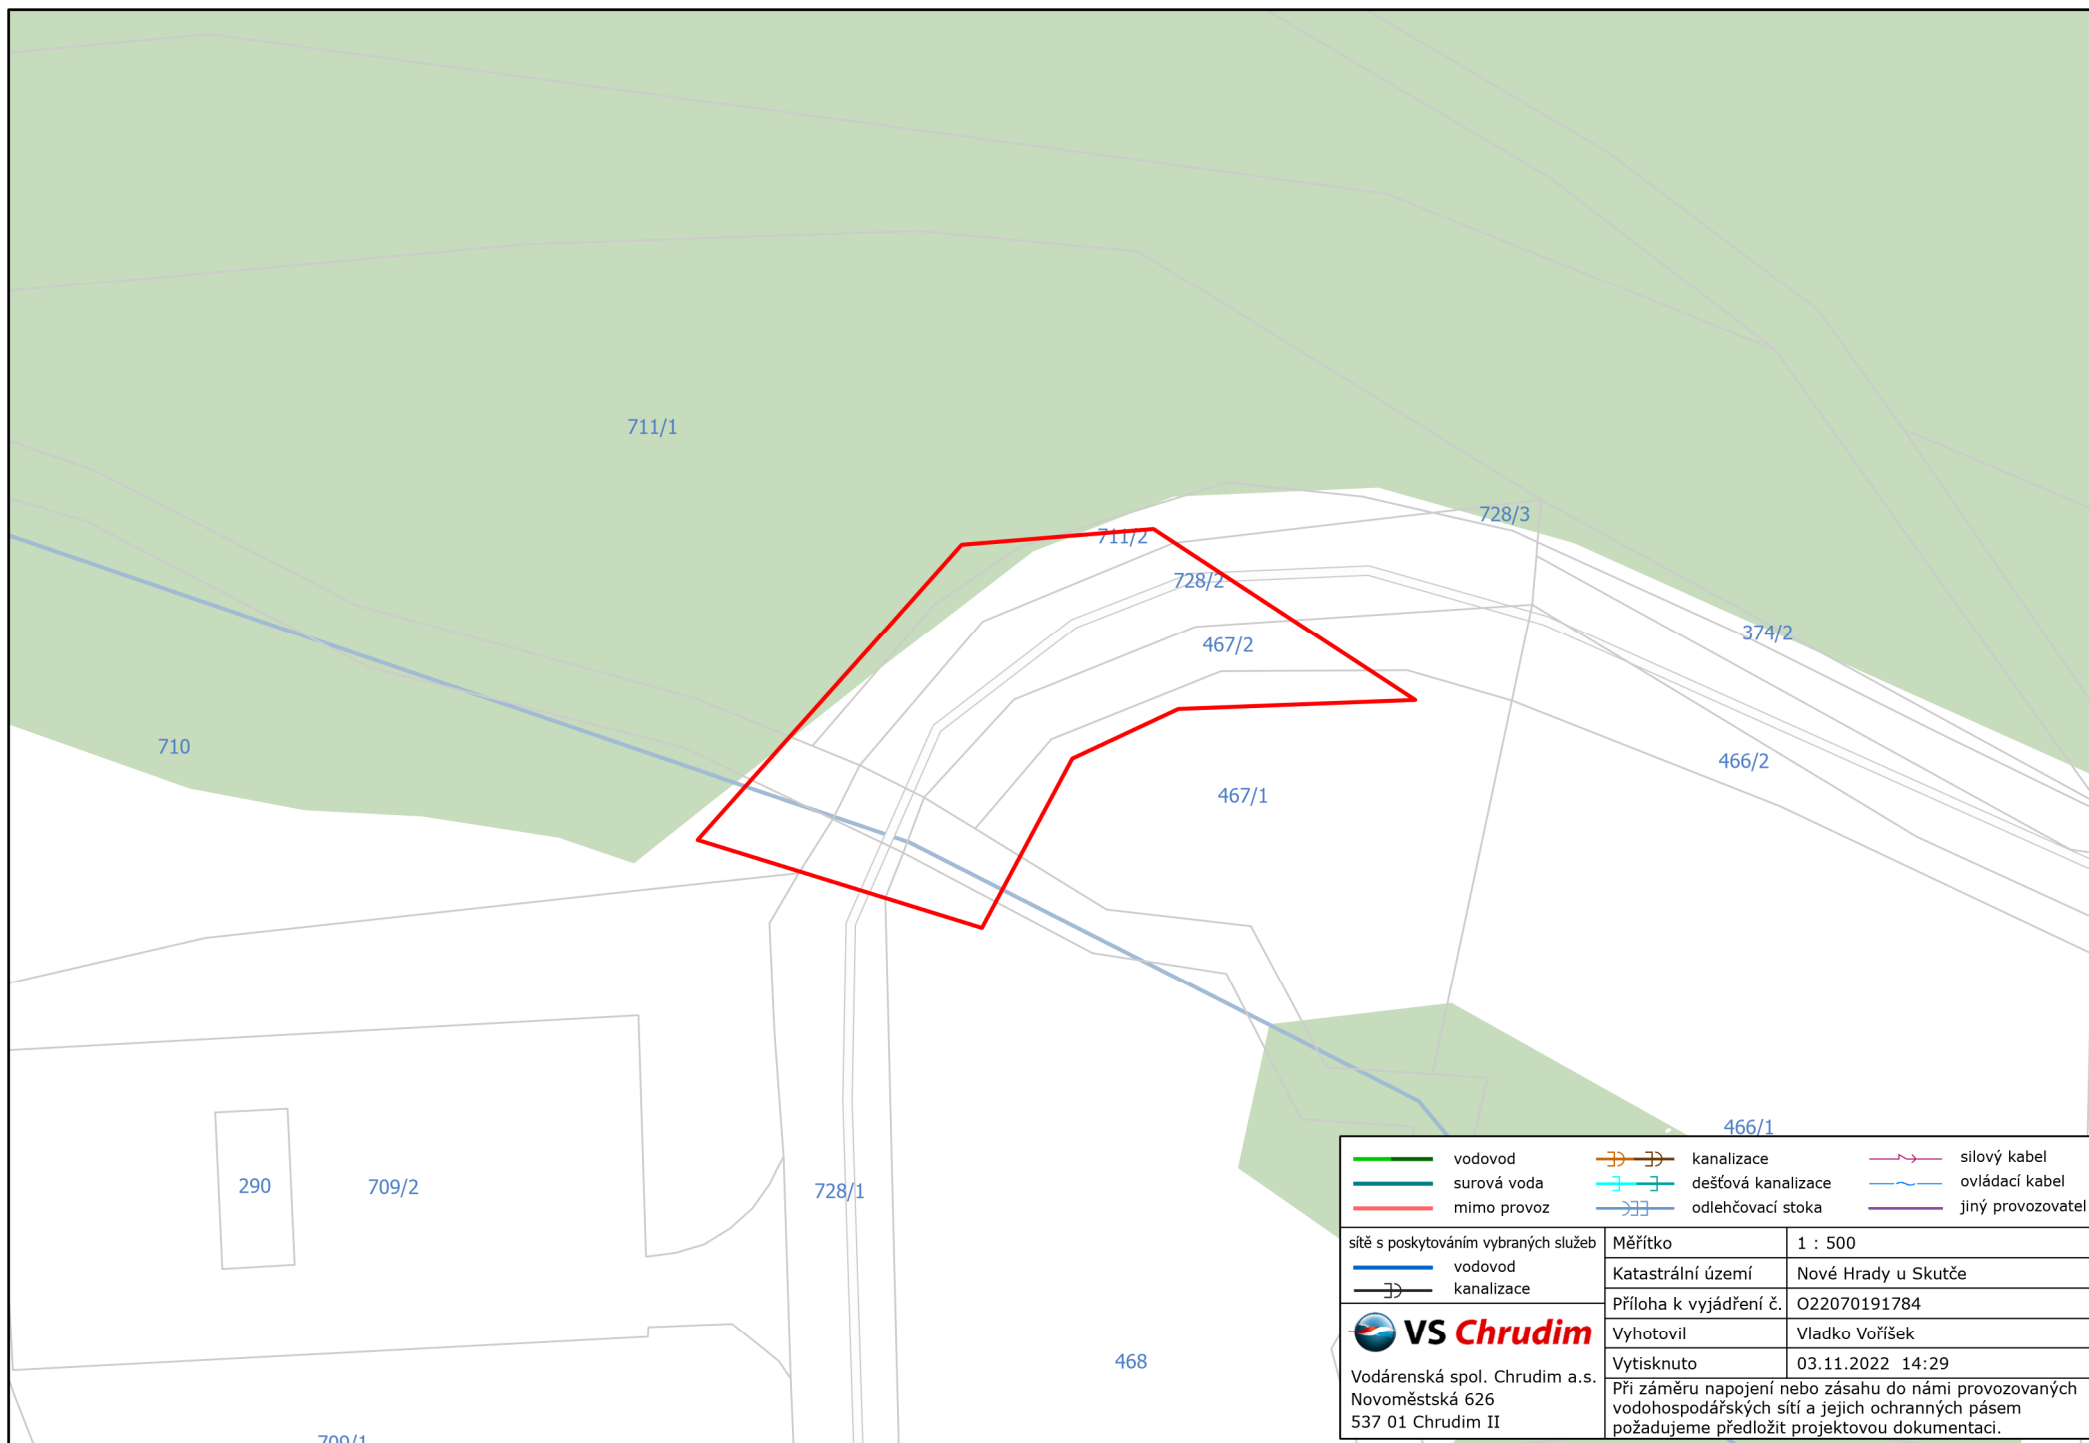 711/1
728/3
711/2
728/2
374/2
467/2
710
466/2
467/1
466/1
290
709/2
728/1
468
709/1
vodovod
surová voda
mimo provoz
kanalizace
dešťová kanalizace
odlehčovací stoka
silový kabel
ovládací kabel
jiný provozovatel
sítě s poskytováním vybraných služeb
vodovod
kanalizace
VS Chrudim
Vodárenská spol. Chrudim a.s.
Novoměstská 626
537 01 Chrudim II
Měřítko 1 : 500
Katastrální území Nové Hrady u Skutče
Příloha k vyjádření č. O22070191784
Vyhotovil Vladko Voříšek
Vytisknuto 03.11.2022 14:29
Při záměru napojení nebo zásahu do námi provozovaných
vodohospodářských sítí a jejich ochranných pásem
požadujeme předložit projektovou dokumentaci.